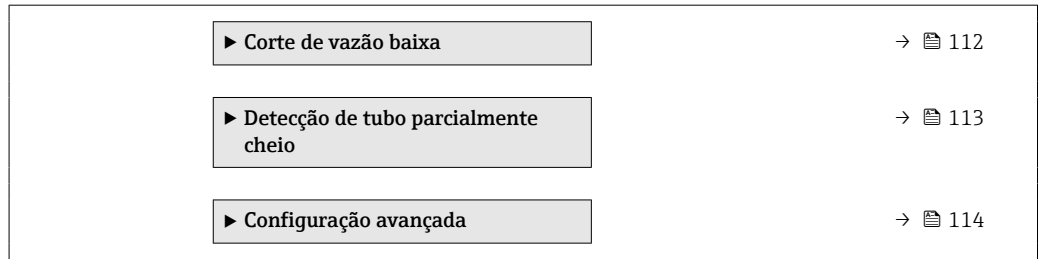 ▶ Corte de vazão baixa → 🖹 112
▶ Detecção de tubo parcialmente → 🖹 113
cheio
▶ Configuração avançada → 🖹 114